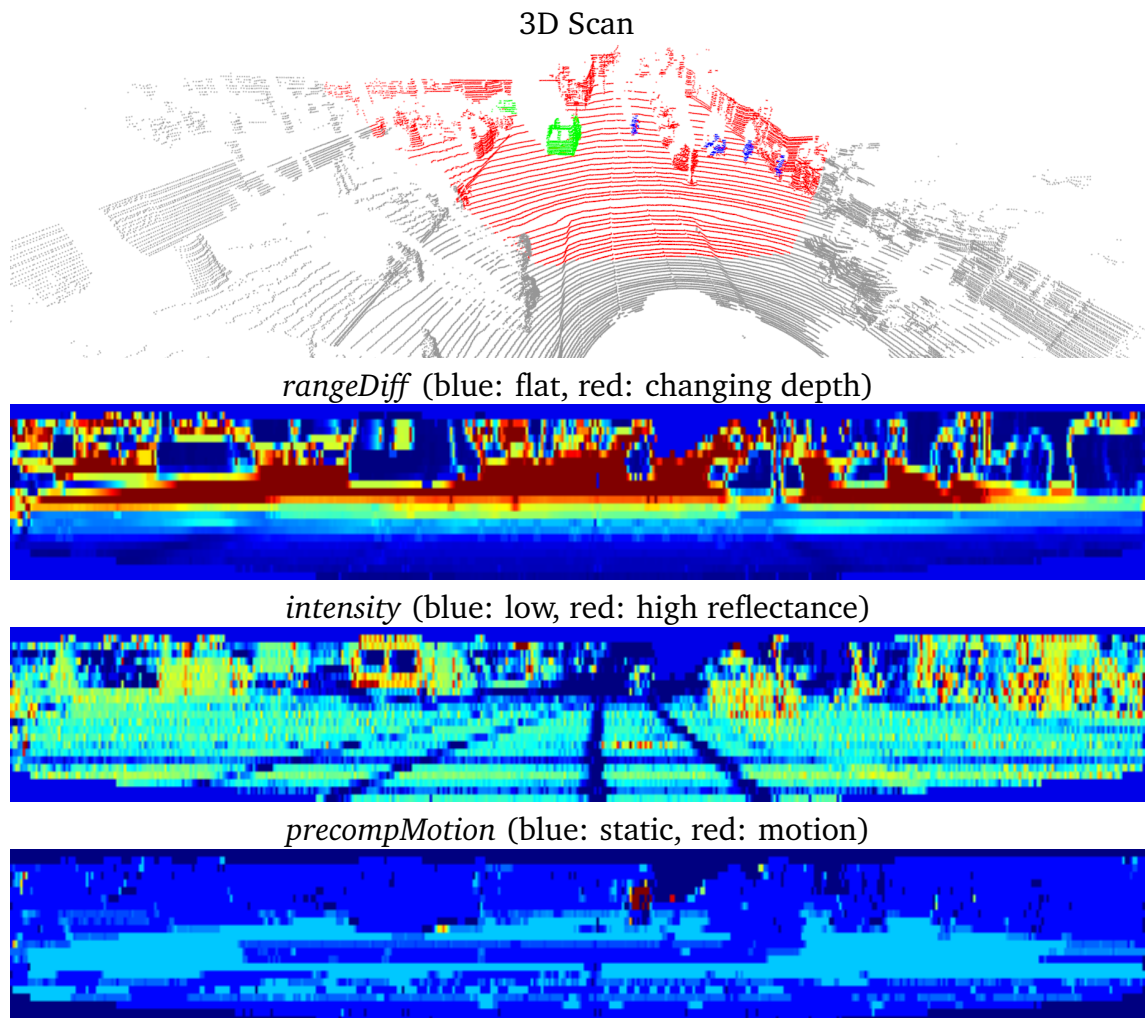 3D Scan
rangeDiff (blue: flat, red: changing depth)
intensity (blue: low, red: high reflectance)
precompMotion (blue: static, red: motion)